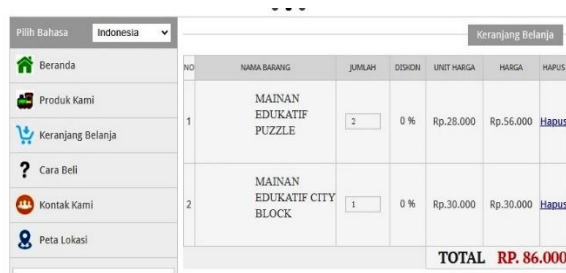 Pilih Bahasa Indonesia
Keranjang Belanja
Beranda
Produk Kami
Keranjang Belanja
Cara Beli
Kontak Kami
Peta Lokasi
NO NAMA BARANG JUMLAH DISKON UNIT HARGA HARGA HAPUS
1 MAINAN EDUKATIF PUZZLE 2 0 % Rp.28.000 Rp.56.000 Hapus
2 MAINAN EDUKATIF CITY BLOCK 1 0 % Rp.30.000 Rp.30.000 Hapus
TOTAL RP. 86.000